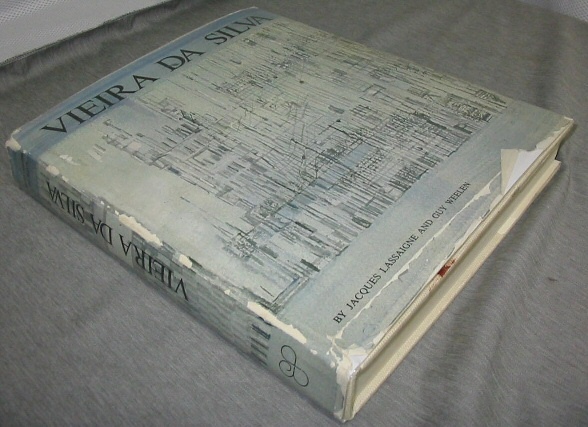 VIEIRA DA SILVA
BY JACQUES LASSAIGNE AND GUY WEELEN
VIEIRA DA SILVA